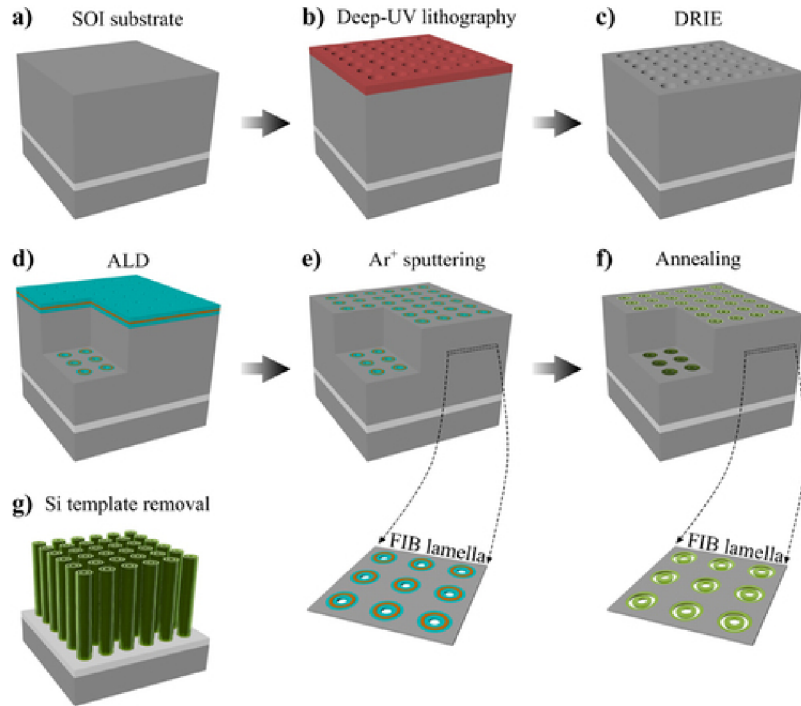 a) SOI substrate
b) Deep-UV lithography
c) DRIE
d) ALD
e) Ar⁺ sputtering
f) Annealing
g) Si template removal
FIB lamella
FIB lamella